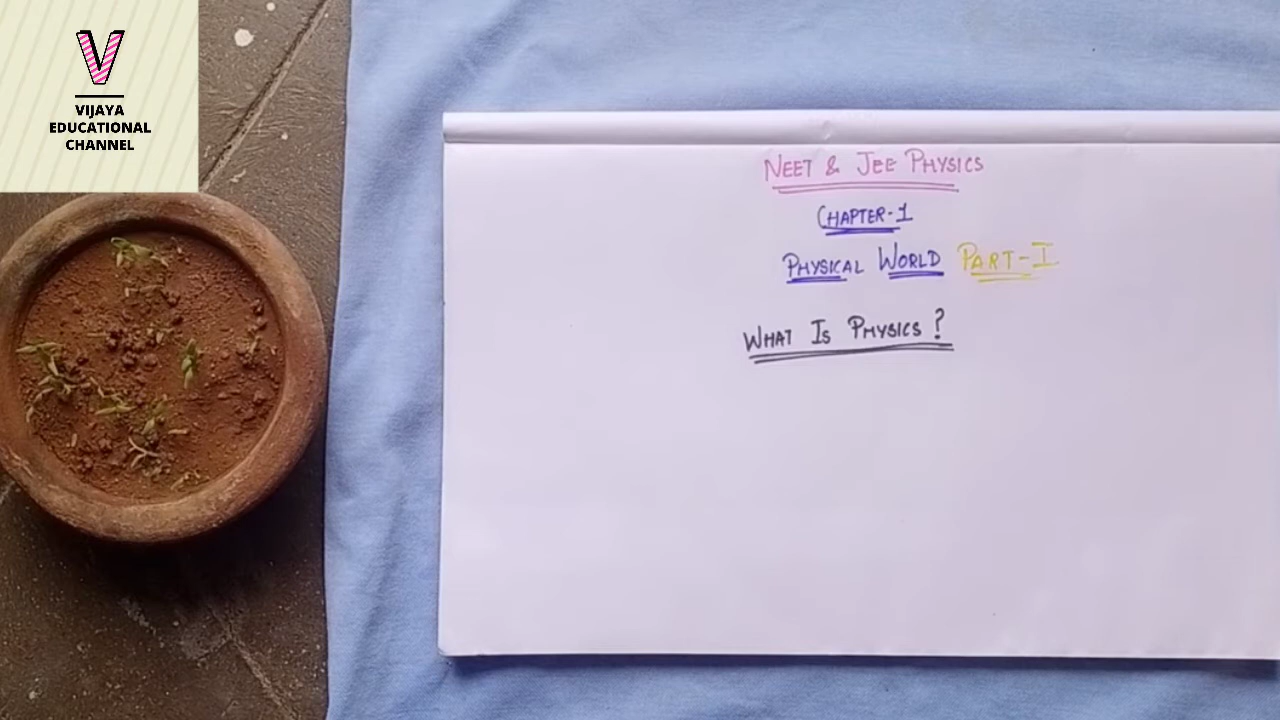 V
VIJAYA
EDUCATIONAL
CHANNEL
NEET & JEE PHYSICS
CHAPTER-1
PHYSICAL WORLD PART-I
WHAT IS PHYSICS?